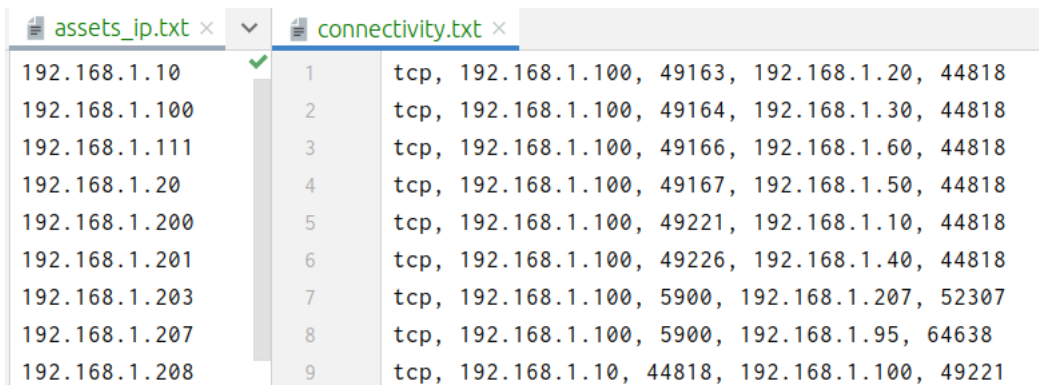 assets_ip.txt
192.168.1.10
192.168.1.100
192.168.1.111
192.168.1.20
192.168.1.200
192.168.1.201
192.168.1.203
192.168.1.207
192.168.1.208
connectivity.txt
1 tcp, 192.168.1.100, 49163, 192.168.1.20, 44818
2 tcp, 192.168.1.100, 49164, 192.168.1.30, 44818
3 tcp, 192.168.1.100, 49166, 192.168.1.60, 44818
4 tcp, 192.168.1.100, 49167, 192.168.1.50, 44818
5 tcp, 192.168.1.100, 49221, 192.168.1.10, 44818
6 tcp, 192.168.1.100, 49226, 192.168.1.40, 44818
7 tcp, 192.168.1.100, 5900, 192.168.1.207, 52307
8 tcp, 192.168.1.100, 5900, 192.168.1.95, 64638
9 tcp, 192.168.1.10, 44818, 192.168.1.100, 49221